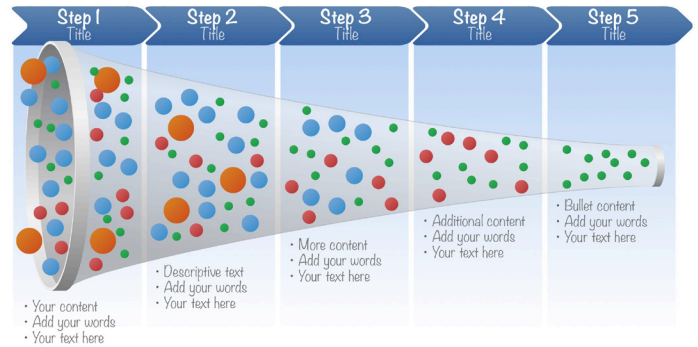 Step 1
Title
Step 2
Title
Step 3
Title
Step 4
Title
Step 5
Title
• Your content
• Add your words
• Your text here
• Descriptive text
• Add your words
• Your text here
• More content
• Add your words
• Your text here
• Additional content
• Add your words
• Your text here
• Bullet content
• Add your words
• Your text here